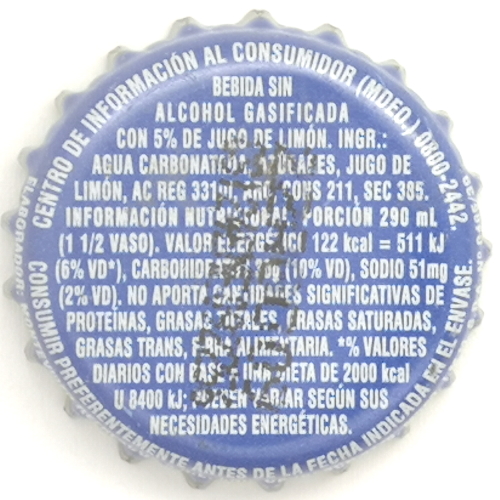 CENTRO DE INFORMACIÓN AL CONSUMIDOR (MDEO.) 0800-2442.
BEBIDA SIN
ALCOHOL GASIFICADA
CON 5% DE JUGO DE LIMÓN. INGR.:
AGUA CARBONATADA, AZÚCARES, JUGO DE
LIMÓN, AC REG 331, 211, SEC 385.
INFORMACIÓN NUTRICIONAL PORCIÓN 290 mL
(1 1/2 VASO). VALOR ENERGÉTICO 122 kcal = 511 kJ
(6% VD*), CARBOHIDRATOS (10% VD), SODIO 51mg
(2% VD). NO APORTA CANTIDADES SIGNIFICATIVAS DE
PROTEÍNAS, GRASAS TOTALES, GRASAS SATURADAS,
GRASAS TRANS, FIBRA ALIMENTARIA. *% VALORES
DIARIOS CON BASE A UNA DIETA DE 2000 kcal
U 8400 kJ; PUEDEN VARIAR SEGÚN SUS
NECESIDADES ENERGÉTICAS.
CONSUMIR PREFERENTEMENTE ANTES DE LA FECHA INDICADA EN EL ENVASE.
ELABORADOR: